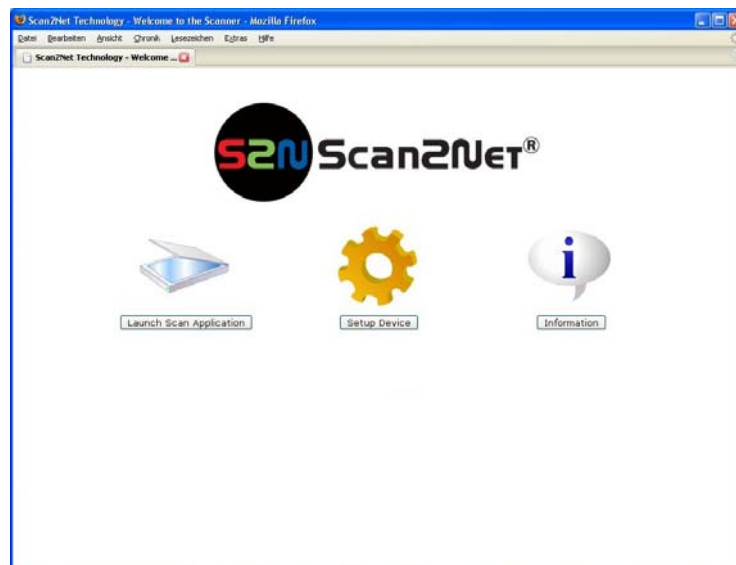 Scan2Net Technology - Welcome to the Scanner - Mozilla Firefox
Datei Bearbeiten Ansicht Chronik Lesezeichen Extras Hilfe
Scan2Net Technology - Welcome ...
S2N Scan2Net®
i
Launch Scan Application Setup Device Information